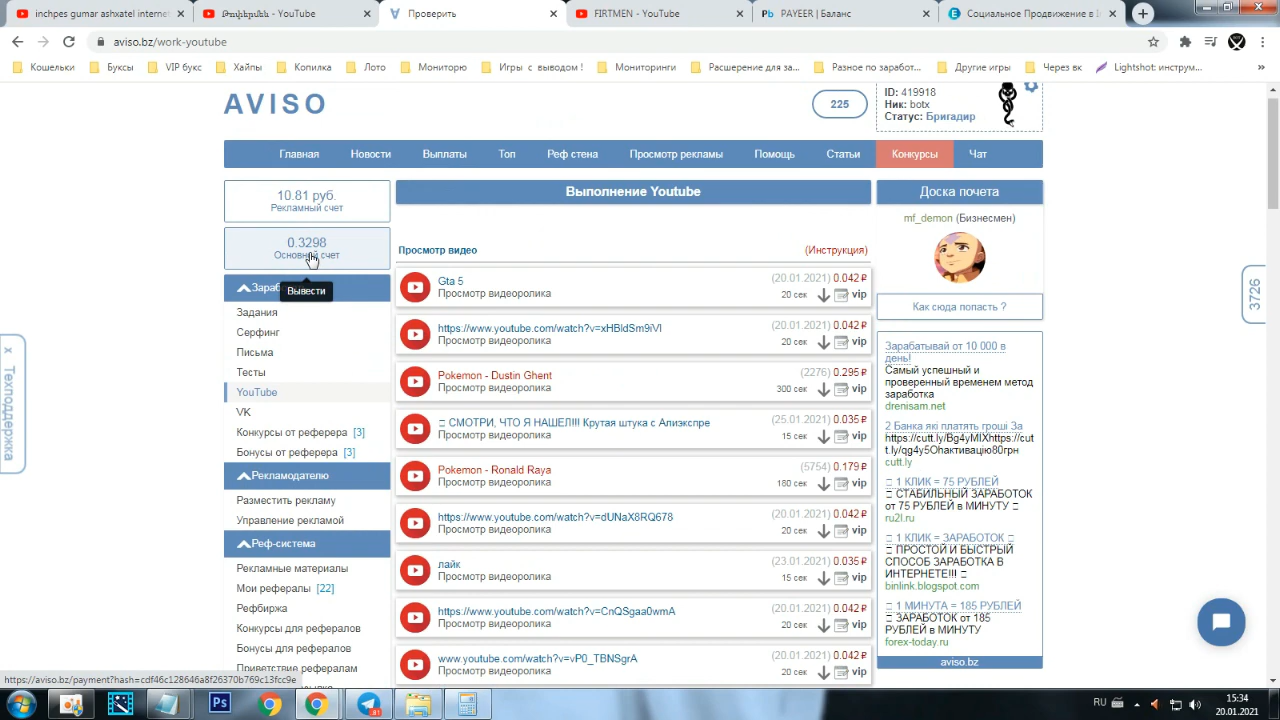 inchpes gumar ashxatel internet
Ինչպիսին - YouTube
Проверить
FIRTMEN - YouTube
PAYEER | Баланс
Социальное Продвижение в
aviso.bz/work-youtube
Кошельки
Буксы
VIP букс
Хайпы
Копилка
Лото
Мониторю
Игры с выводом !
Мониторинги
Расшерение для за...
Разное по заработ...
Другие игры
Через вк
Lightshot: инструм...
»
AVISO
225
ID: 419918
Ник: botx
Статус: Бригадир
Главная
Новости
Выплаты
Топ
Реф стена
Просмотр рекламы
Помощь
Статьи
Конкурсы
Чат
10.81 руб.
Рекламный счет
0.3298
Основной счет
Вывести
Зараб
Задания
Серфинг
Письма
Тесты
YouTube
VK
Конкурсы от реферера [3]
Бонусы от реферера [3]
Рекламодателю
Разместить рекламу
Управление рекламой
Реф-система
Рекламные материалы
Мои рефералы [22]
Рефбиржа
Конкурсы для рефералов
Бонусы для рефералов
Приветствие рефералам
Выполнение Youtube
Просмотр видео (Инструкция)
Gta 5 (20.01.2021) 0.042 ₽
Просмотр видеоролика 20 сек vip
https://www.youtube.com/watch?v=xHBldSm9iVI (20.01.2021) 0.042 ₽
Просмотр видеоролика 20 сек vip
Pokemon - Dustin Ghent (2276) 0.295 ₽
Просмотр видеоролика 300 сек vip
СМОТРИ, ЧТО Я НАШЕЛ!!! Крутая штука с Алиэкспре (25.01.2021) 0.035 ₽
Просмотр видеоролика 15 сек vip
Pokemon - Ronald Raya (5754) 0.179 ₽
Просмотр видеоролика 180 сек vip
https://www.youtube.com/watch?v=dUNaX8RQ678 (20.01.2021) 0.042 ₽
Просмотр видеоролика 20 сек vip
лайк (23.01.2021) 0.035 ₽
Просмотр видеоролика 15 сек vip
https://www.youtube.com/watch?v=CnQSgaa0wmA (20.01.2021) 0.042 ₽
Просмотр видеоролика 20 сек vip
www.youtube.com/watch?v=vP0_TBNSgrA (20.01.2021) 0.042 ₽
Просмотр видеоролика 20 сек vip
Доска почета
mf_demon (Бизнесмен)
Как сюда попасть ?
Зарабатывай от 10 000 в
день!
Самый успешный и
проверенный временем метод
заработка
drenisam.net
2 Банка які платять гроші За
https://cutt.ly/Bg4yMlXhttps://cut
t.ly/qg4y5Ohактивацію80грн
cutt.ly
1 КЛИК = 75 РУБЛЕЙ
СТАБИЛЬНЫЙ ЗАРАБОТОК
от 75 РУБЛЕЙ в МИНУТУ
ru2l.ru
1 КЛИК = ЗАРАБОТОК
ПРОСТОЙ И БЫСТРЫЙ
СПОСОБ ЗАРАБОТКА В
ИНТЕРНЕТЕ!!!
binlink.blogspot.com
1 МИНУТА = 185 РУБЛЕЙ
ЗАРАБОТОК от 185
РУБЛЕЙ в МИНУТУ
forex-today.ru
aviso.bz
3726
x Техподдержка
RU
15:34
20.01.2021